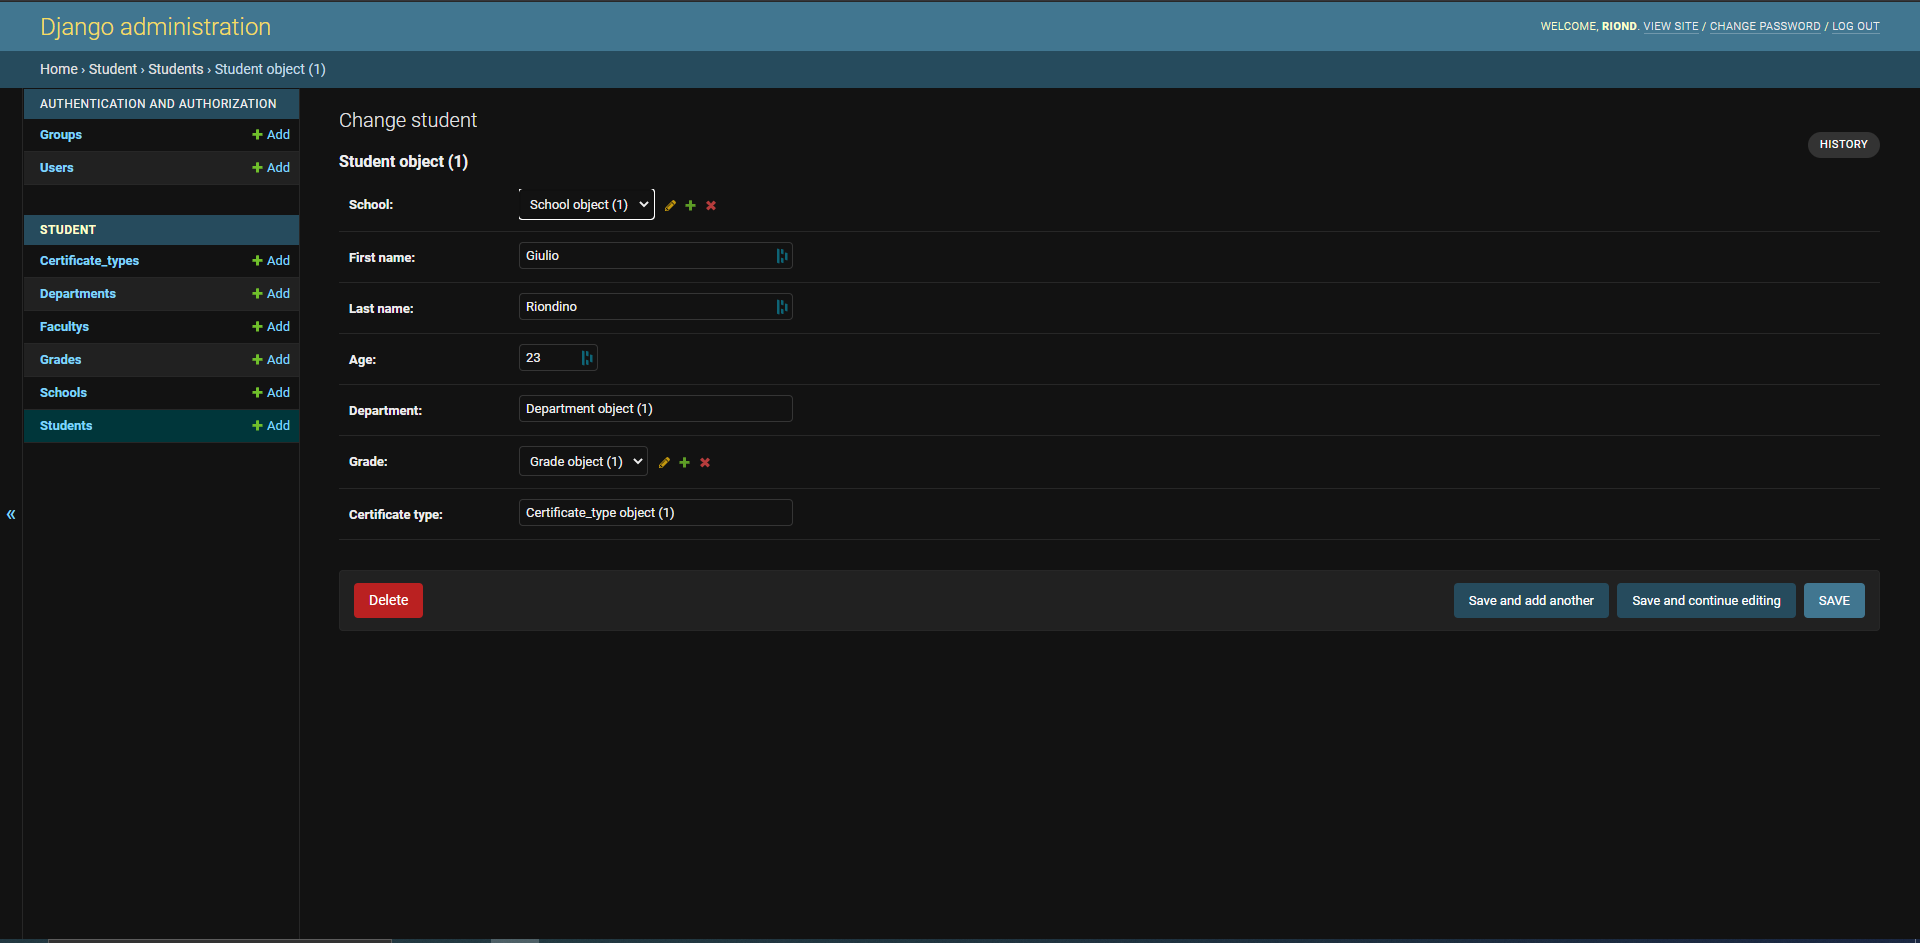 Django administration
WELCOME, RIOND. VIEW SITE / CHANGE PASSWORD / LOG OUT
Home › Student › Students › Student object (1)
AUTHENTICATION AND AUTHORIZATION
Groups + Add
Users + Add
STUDENT
Certificate_types + Add
Departments + Add
Facultys + Add
Grades + Add
Schools + Add
Students + Add
«
Change student
HISTORY
Student object (1)
School: School object (1)
First name: Giulio
Last name: Riondino
Age: 23
Department: Department object (1)
Grade: Grade object (1)
Certificate type: Certificate_type object (1)
Delete
Save and add another
Save and continue editing
SAVE